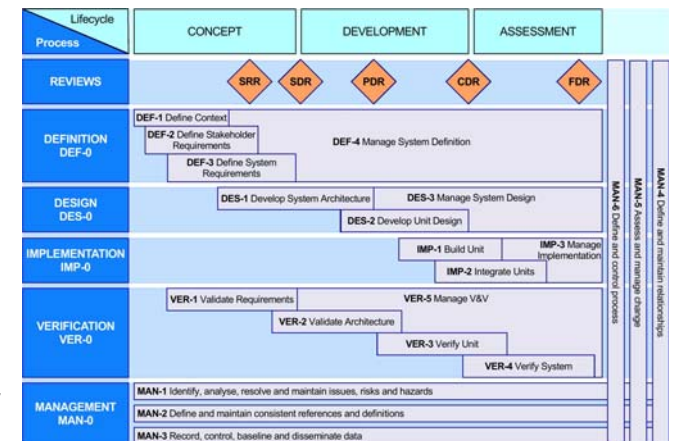 Lifecycle
Process
CONCEPT
DEVELOPMENT
ASSESSMENT
REVIEWS
SRR
SDR
PDR
CDR
FDR
DEFINITION
DEF-0
DEF-1 Define Context
DEF-2 Define Stakeholder
Requirements
DEF-3 Define System
Requirements
DEF-4 Manage System Definition
DESIGN
DES-0
DES-1 Develop System Architecture
DES-3 Manage System Design
DES-2 Develop Unit Design
IMPLEMENTATION
IMP-0
IMP-1 Build Unit
IMP-3 Manage
Implementation
IMP-2 Integrate Units
VERIFICATION
VER-0
VER-1 Validate Requirements
VER-5 Manage V&V
VER-2 Validate Architecture
VER-3 Verify Unit
VER-4 Verify System
MANAGEMENT
MAN-0
MAN-1 Identify, analyse, resolve and maintain issues, risks and hazards
MAN-2 Define and maintain consistent references and definitions
MAN-3 Record, control, baseline and disseminate data
MAN-6 Define and control process
MAN-5 Assess and manage change
MAN-4 Define and maintain relationships